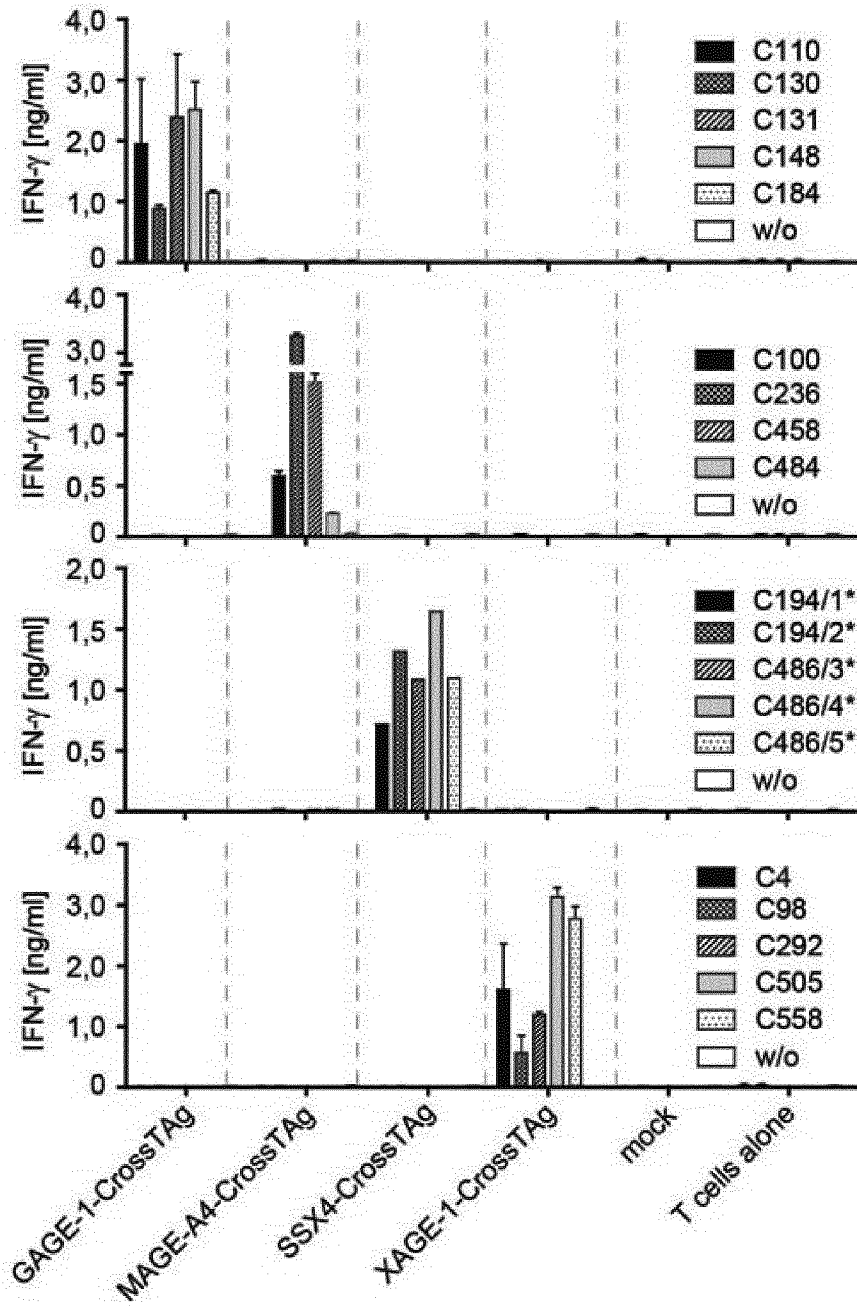 IFN-γ [ng/ml]
4,0
3,0
2,0
1,0
0
C110
C130
C131
C148
C184
w/o
IFN-γ [ng/ml]
4,0
3,0
1,5
1,0
0,5
0
C100
C236
C458
C484
w/o
IFN-γ [ng/ml]
2,0
1,5
1,0
0,5
0
C194/1*
C194/2*
C486/3*
C486/4*
C486/5*
w/o
IFN-γ [ng/ml]
4,0
3,0
2,0
1,0
0
C4
C98
C292
C505
C558
w/o
GAGE-1-CrossTAg
MAGE-A4-CrossTAg
SSX4-CrossTAg
XAGE-1-CrossTAg
mock
T cells alone